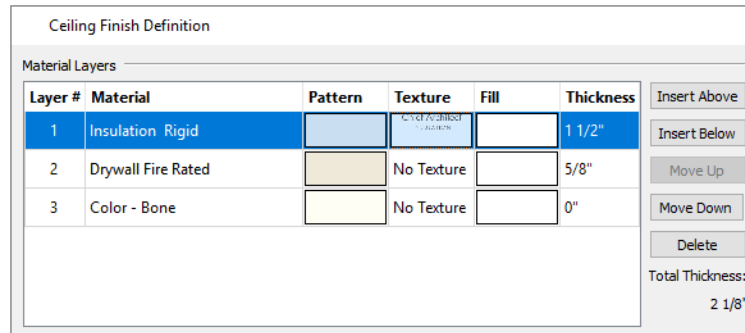 Ceiling Finish Definition
Material Layers
Layer # Material Pattern Texture Fill Thickness
1 Insulation Rigid Chief Architect 1 1/2"
2 Drywall Fire Rated No Texture 5/8"
3 Color - Bone No Texture 0"
Insert Above
Insert Below
Move Up
Move Down
Delete
Total Thickness:
2 1/8"